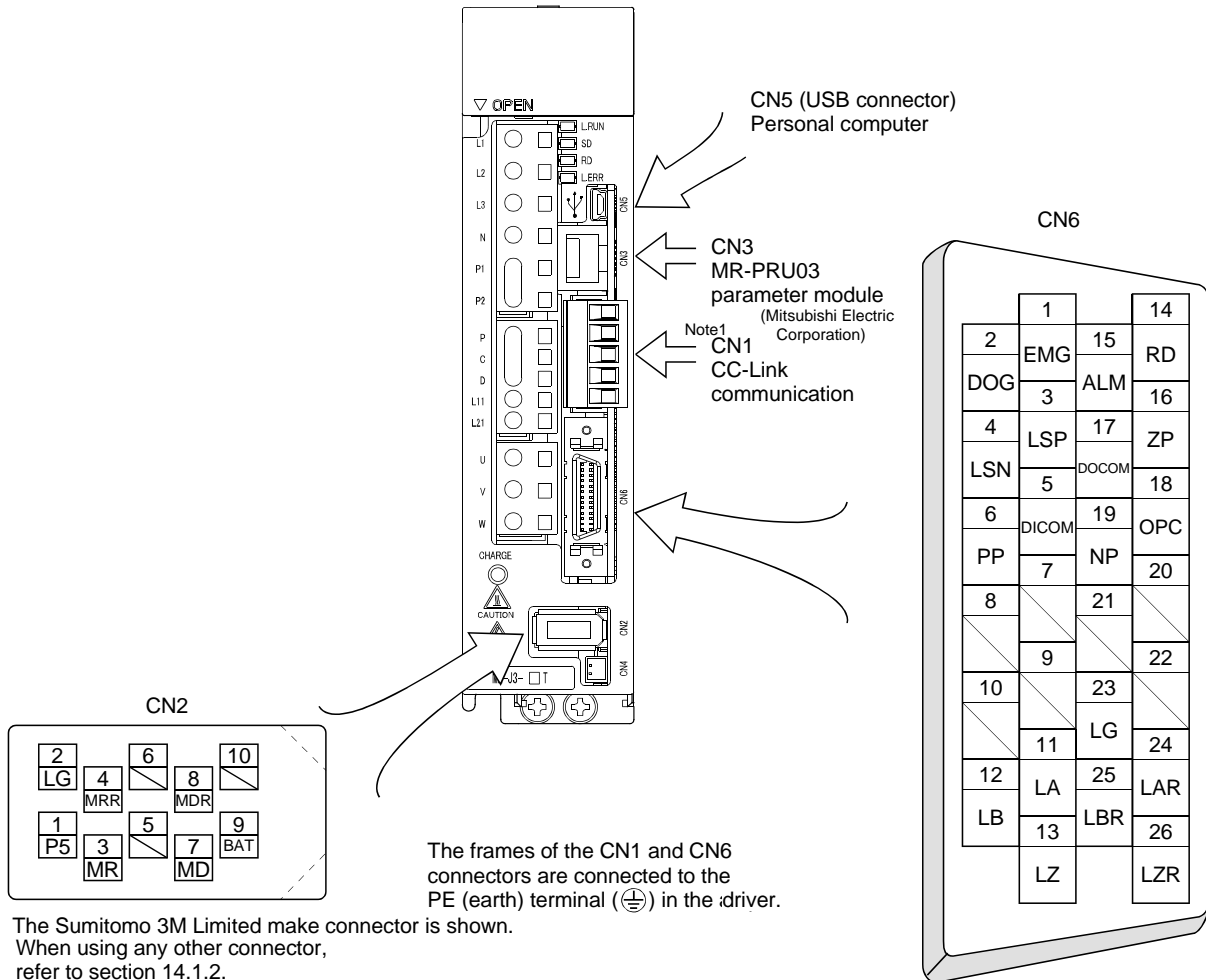 OPEN
L.RUN
SD
RD
L.ERR
L1
L2
L3
N
P1
P2
P
C
D
L11
L21
U
V
W
CHARGE
CAUTION
CN5
CN3
CN6
CN2
CN4
-J3- T
CN5 (USB connector)
Personal computer
CN3
MR-PRU03
parameter module
(Mitsubishi Electric
Corporation)
Note1
CN1
CC-Link
communication
CN6
1 14
2 15
EMG RD
DOG ALM
3 16
4 17
LSP ZP
LSN DOCOM
5 18
6 19
DICOM OPC
PP NP
7 20
8 21
9 22
10 23
LG
11 24
12 25
LA LAR
LB LBR
13 26
LZ LZR
CN2
2 6 10
LG 4 8
MRR MDR
1 5 9
P5 3 7 BAT
MR MD
The frames of the CN1 and CN6
connectors are connected to the
PE (earth) terminal ( ) in the driver.
The Sumitomo 3M Limited make connector is shown.
When using any other connector,
refer to section 14.1.2.